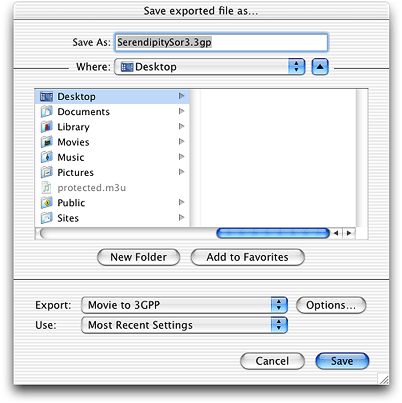 Save exported file as...
Save As: SerendipitySor3.3gp
Where: Desktop
Desktop
Documents
Library
Movies
Music
Pictures
protected.m3u
Public
Sites
New Folder Add to Favorites
Export: Movie to 3GPP Options...
Use: Most Recent Settings
Cancel Save